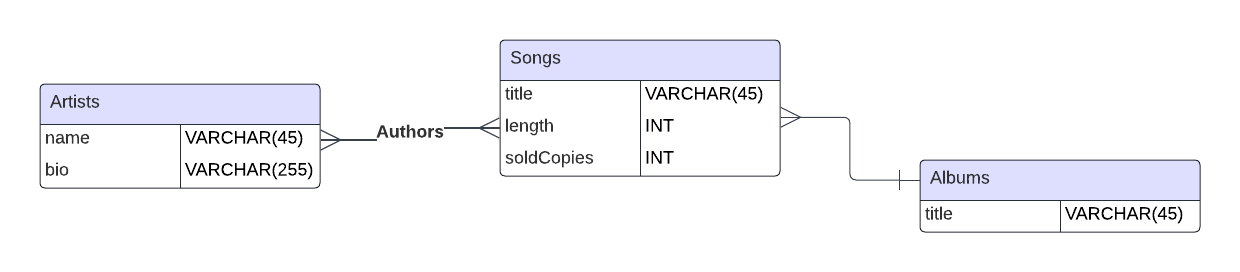 Artists
name VARCHAR(45)
bio VARCHAR(255)
Authors
Songs
title VARCHAR(45)
length INT
soldCopies INT
Albums
title VARCHAR(45)